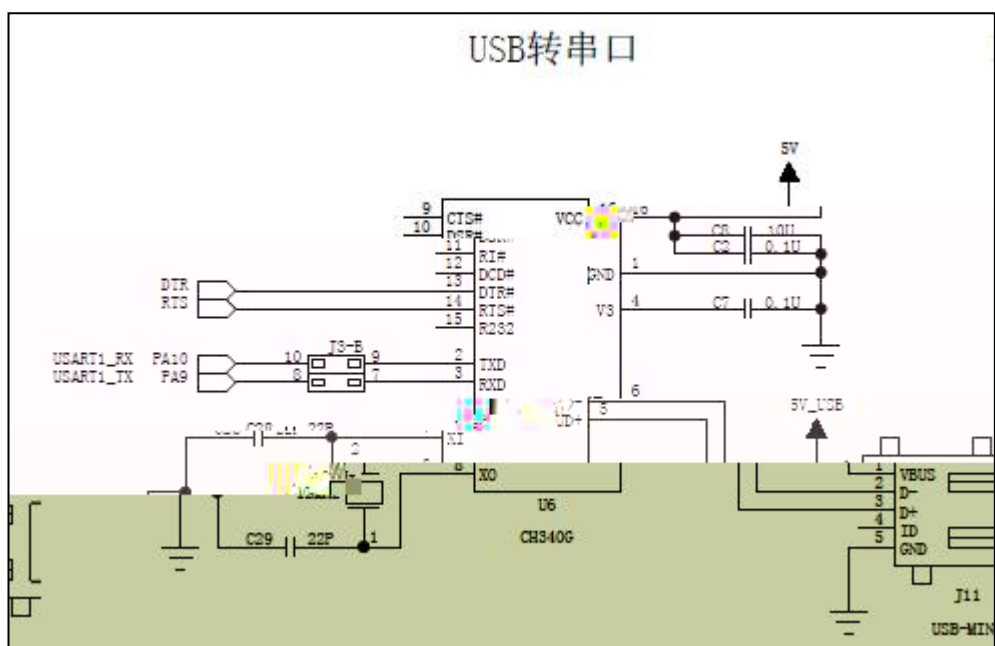 USB转串口
5V
9 CTS# VCC
10 DSR# C8 10U
11 RI# C2 0.1U
12 DCD# GND 1
DTR 13 DTR#
RTS 14 RTS# V3 4 C7 0.1U
15 R232
J3-B
USART1_RX PA10 10 9 2 TXD
USART1_TX PA9 8 7 3 RXD
6
UD+ 5 5V_USB
22P XI
2
8 XO 1 VBUS
2 D-
U6 3 D+
C29 22P 1 CH340G 4 ID
5 GND
J11
USB-MIN